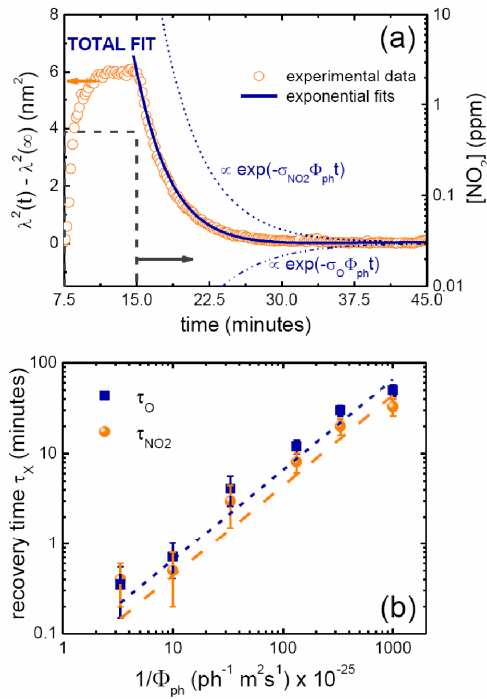 (a)
TOTAL FIT
experimental data
exponential fits
∝ exp(-σNO2Φpht)
∝ exp(-σOΦpht)
λ²(t) - λ²(∞) (nm²)
8
6
4
2
0
[NO2] (ppm)
10
1
0.1
0.01
7.5 15.0 22.5 30.0 37.5 45.0
time (minutes)
(b)
τO
τNO2
recovery time τX (minutes)
100
10
1
0.1
1 10 100 1000
1/Φph (ph⁻¹ m²s¹) x 10⁻²⁵